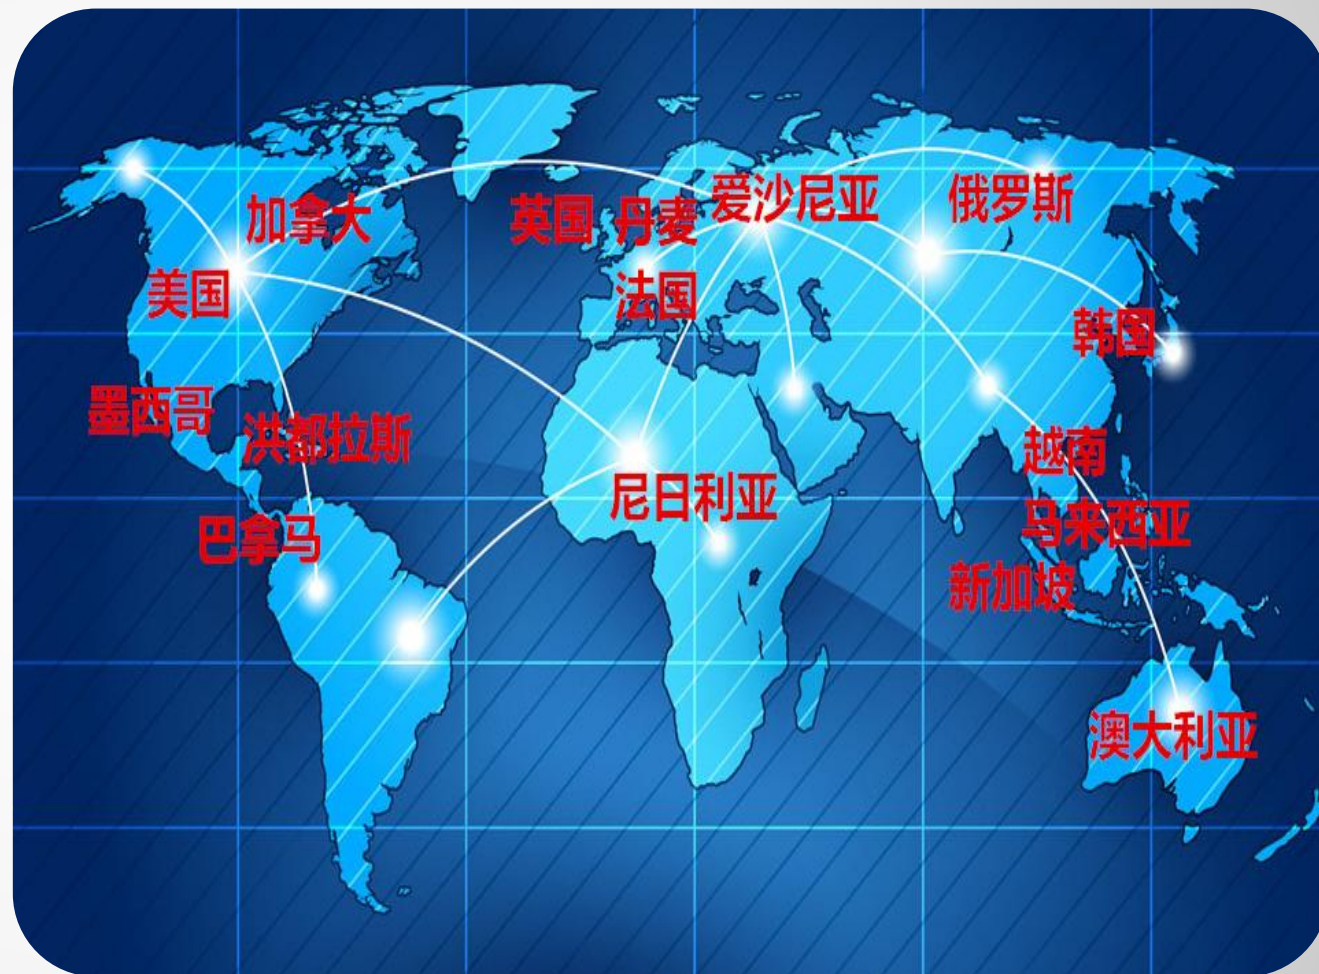 爱沙尼亚
俄罗斯
加拿大
英国
丹麦
美国
法国
韩国
墨西哥
洪都拉斯
越南
尼日利亚
马来西亚
巴拿马
新加坡
澳大利亚